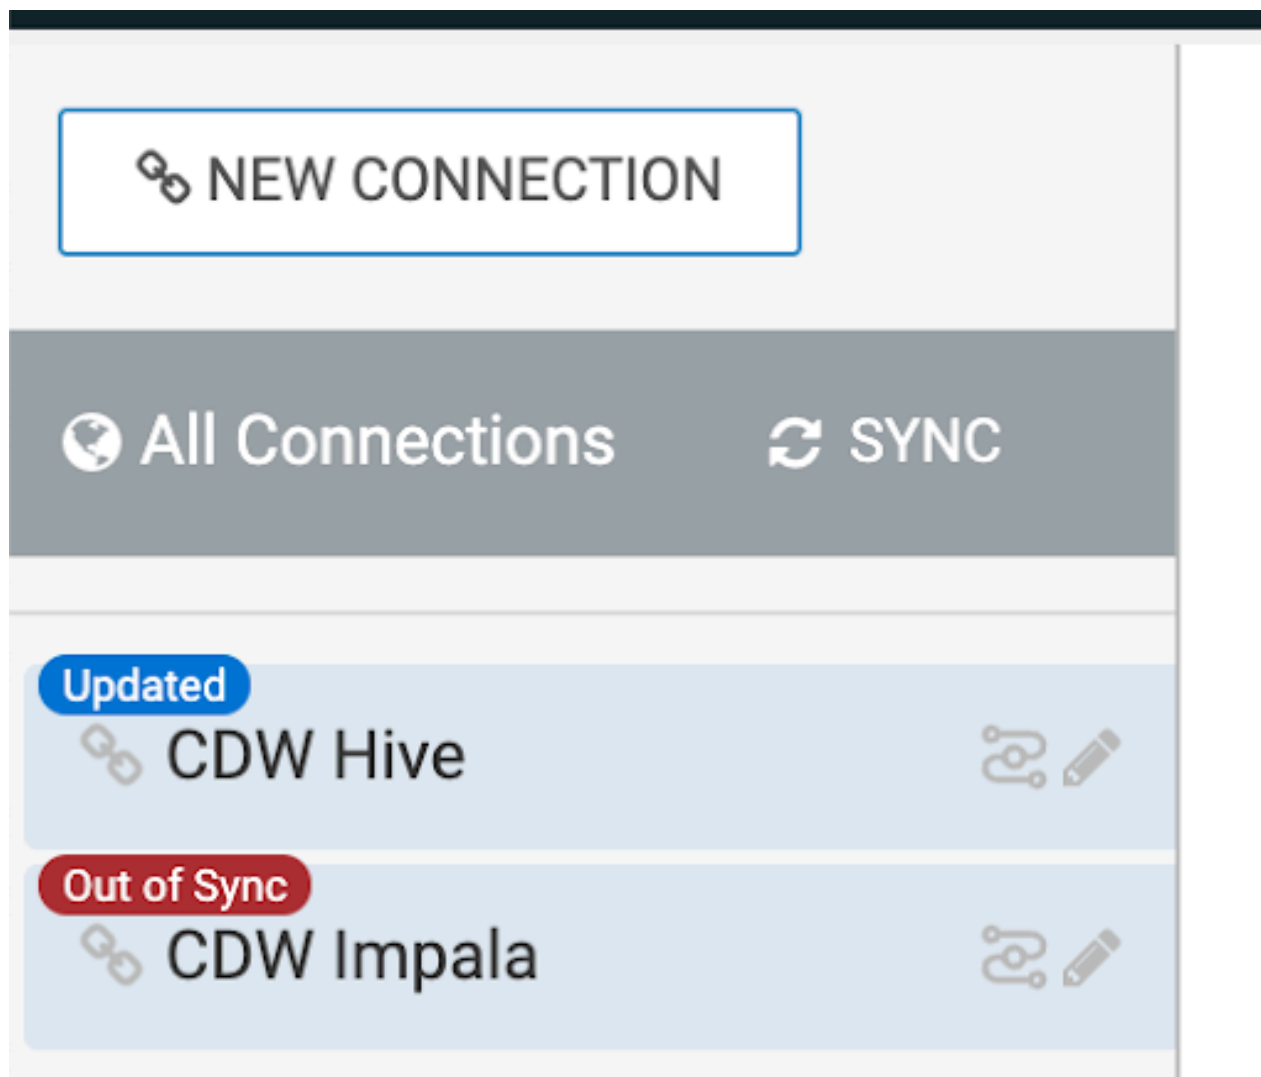 NEW CONNECTION
All Connections SYNC
Updated
CDW Hive
Out of Sync
CDW Impala